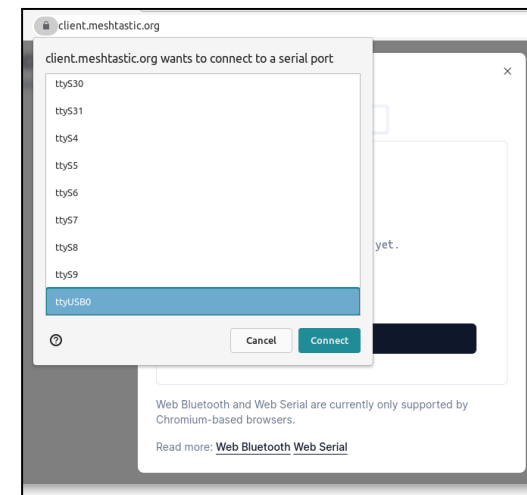 client.meshtastic.org
client.meshtastic.org wants to connect to a serial port
ttyS30
ttyS31
ttyS4
ttyS5
ttyS6
ttyS7
ttyS8
ttyS9
ttyUSB0
Cancel
Connect
yet.
Web Bluetooth and Web Serial are currently only supported by
Chromium-based browsers.
Read more: Web Bluetooth Web Serial